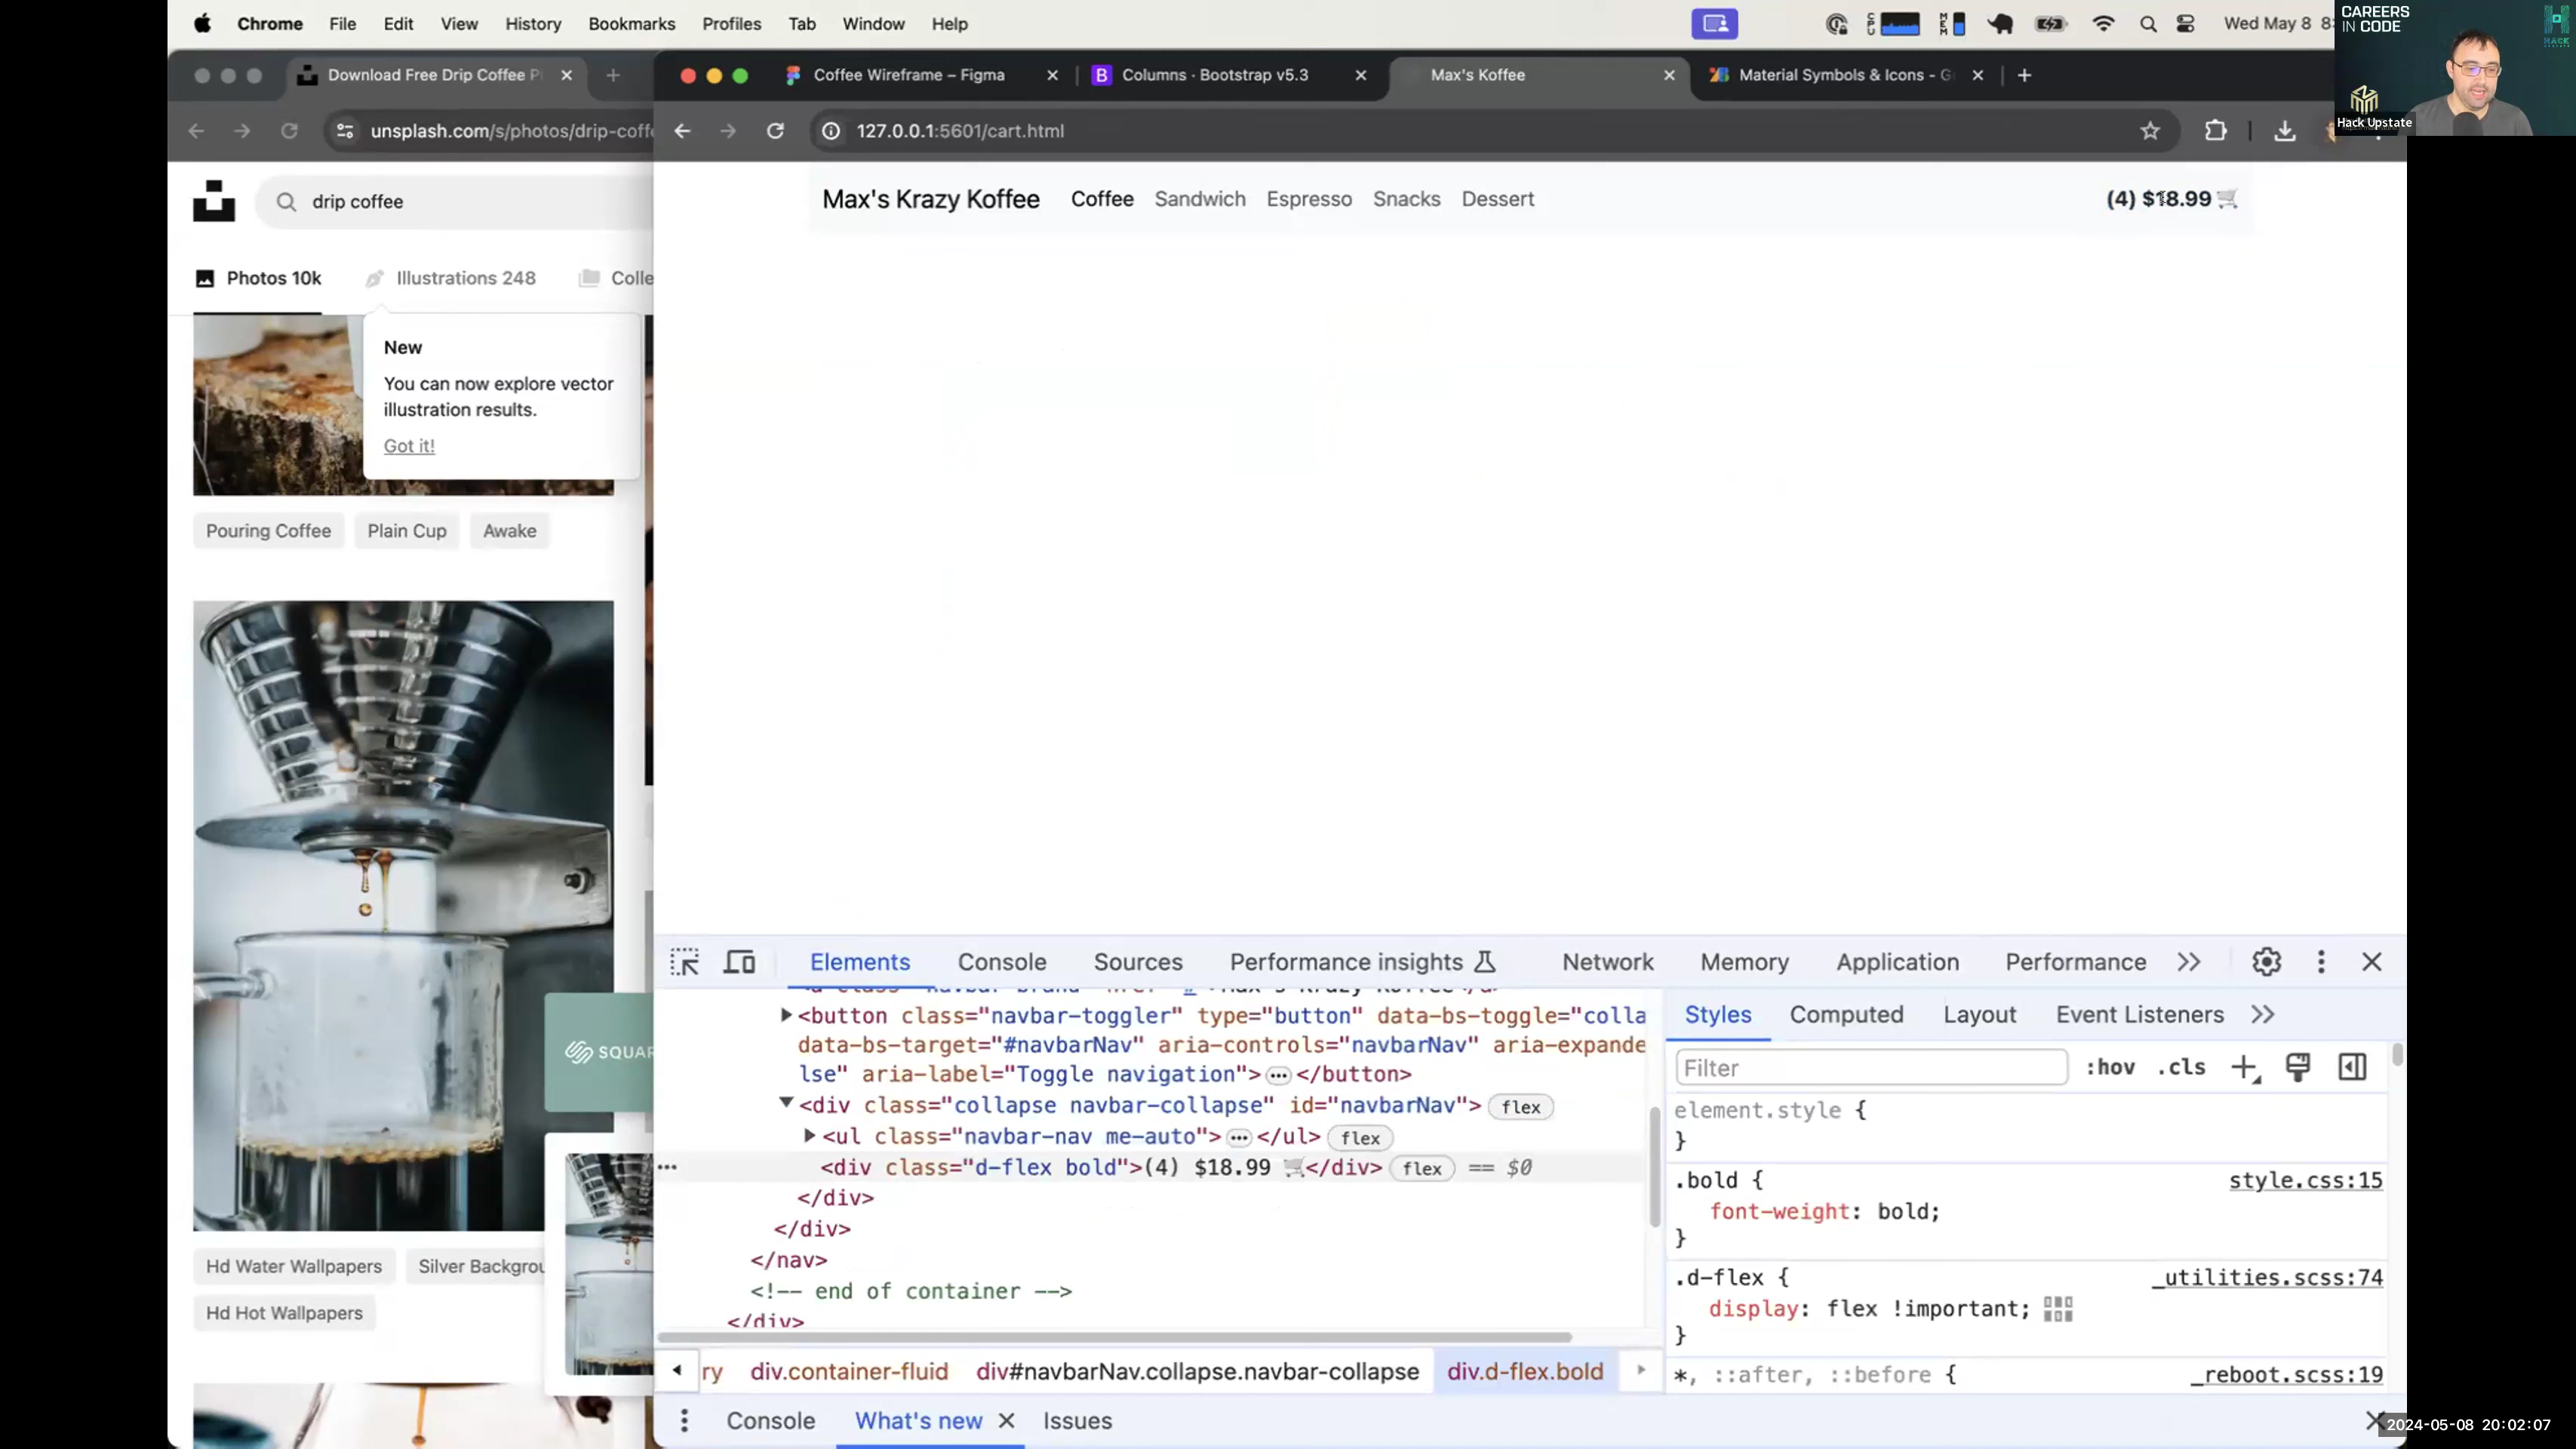 Chrome File Edit View History Bookmarks Profiles Tab Window Help
CPU
MEM
Wed May 8
CAREERS
IN CODE
HACK
Hack Upstate
Download Free Drip Coffee
unsplash.com/s/photos/drip-coff
drip coffee
Photos 10k
Illustrations 248
New
You can now explore vector
illustration results.
Got it!
Pouring Coffee
Plain Cup
Awake
Hd Water Wallpapers
Silver Backgrou
Hd Hot Wallpapers
SQUAR
Coffee Wireframe – Figma
B Columns · Bootstrap v5.3
Max's Koffee
Material Symbols & Icons - G
127.0.0.1:5601/cart.html
Max's Krazy Koffee Coffee Sandwich Espresso Snacks Dessert
(4) $18.99 🛒
Elements Console Sources Performance insights Network Memory Application Performance
<button class="navbar-toggler" type="button" data-bs-toggle="colla
data-bs-target="#navbarNav" aria-controls="navbarNav" aria-expande
lse" aria-label="Toggle navigation"> ••• </button>
<div class="collapse navbar-collapse" id="navbarNav"> flex
<ul class="navbar-nav me-auto"> ••• </ul> flex
••• <div class="d-flex bold">(4) $18.99 🛒</div> flex == $0
</div>
</div>
</nav>
<!-- end of container -->
</div>
Styles Computed Layout Event Listeners
Filter
:hov .cls
element.style {
}
.bold { style.css:15
font-weight: bold;
}
.d-flex { _utilities.scss:74
display: flex !important;
}
*, ::after, ::before { _reboot.scss:19
ry div.container-fluid div#navbarNav.collapse.navbar-collapse div.d-flex.bold
Console What's new Issues
2024-05-08 20:02:07